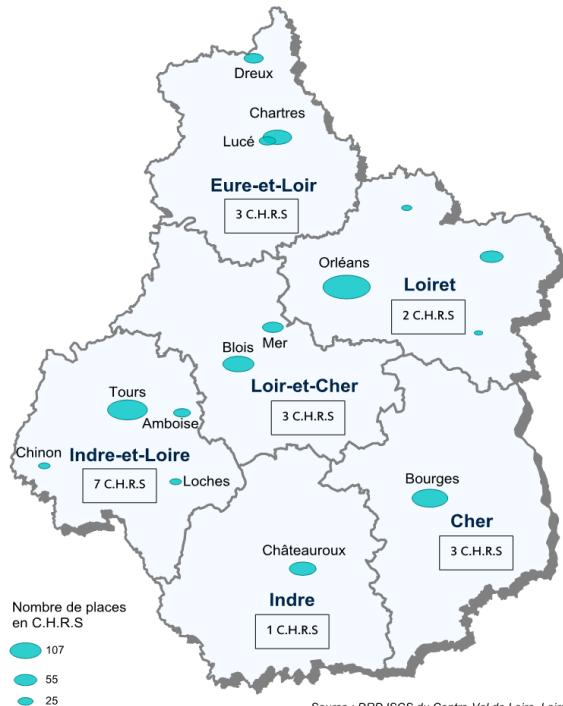 Dreux
Chartres
Lucé
Eure-et-Loir
3 C.H.R.S
Orléans
Loiret
2 C.H.R.S
Mer
Blois
Loir-et-Cher
3 C.H.R.S
Tours
Amboise
Chinon
Indre-et-Loire
7 C.H.R.S
Loches
Bourges
Cher
3 C.H.R.S
Châteauroux
Indre
1 C.H.R.S
Nombre de places
en C.H.R.S
107
55
25